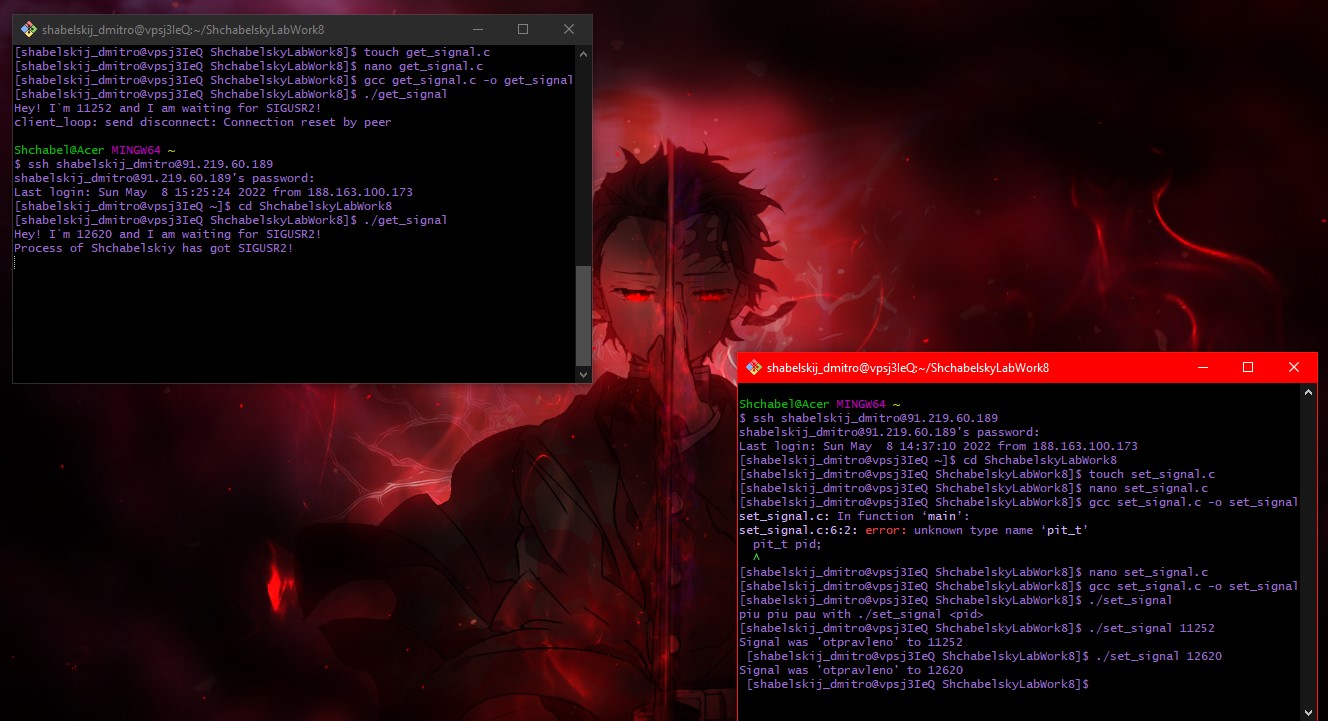 shabelskij_dmitro@vpsj3IeQ:~/ShchabelskyLabWork8
[shabelskij_dmitro@vpsj3IeQ ShchabelskyLabWork8]$ touch get_signal.c
[shabelskij_dmitro@vpsj3IeQ ShchabelskyLabWork8]$ nano get_signal.c
[shabelskij_dmitro@vpsj3IeQ ShchabelskyLabWork8]$ gcc get_signal.c -o get_signal
[shabelskij_dmitro@vpsj3IeQ ShchabelskyLabWork8]$ ./get_signal
Hey! I`m 11252 and I am waiting for SIGUSR2!
client_loop: send disconnect: Connection reset by peer
Shchabel@Acer MINGW64 ~
$ ssh shabelskij_dmitro@91.219.60.189
shabelskij_dmitro@91.219.60.189's password:
Last login: Sun May  8 15:25:24 2022 from 188.163.100.173
[shabelskij_dmitro@vpsj3IeQ ~]$ cd ShchabelskyLabWork8
[shabelskij_dmitro@vpsj3IeQ ShchabelskyLabWork8]$ ./get_signal
Hey! I`m 12620 and I am waiting for SIGUSR2!
Process of Shchabelskiy has got SIGUSR2!
shabelskij_dmitro@vpsj3IeQ:~/ShchabelskyLabWork8
Shchabel@Acer MINGW64 ~
$ ssh shabelskij_dmitro@91.219.60.189
shabelskij_dmitro@91.219.60.189's password:
Last login: Sun May  8 14:37:10 2022 from 188.163.100.173
[shabelskij_dmitro@vpsj3IeQ ~]$ cd ShchabelskyLabWork8
[shabelskij_dmitro@vpsj3IeQ ShchabelskyLabWork8]$ touch set_signal.c
[shabelskij_dmitro@vpsj3IeQ ShchabelskyLabWork8]$ nano set_signal.c
[shabelskij_dmitro@vpsj3IeQ ShchabelskyLabWork8]$ gcc set_signal.c -o set_signal
set_signal.c: In function ‘main’:
set_signal.c:6:2: error: unknown type name ‘pit_t’
  pit_t pid;
  ^
[shabelskij_dmitro@vpsj3IeQ ShchabelskyLabWork8]$ nano set_signal.c
[shabelskij_dmitro@vpsj3IeQ ShchabelskyLabWork8]$ gcc set_signal.c -o set_signal
[shabelskij_dmitro@vpsj3IeQ ShchabelskyLabWork8]$ ./set_signal
piu piu pau with ./set_signal <pid>
[shabelskij_dmitro@vpsj3IeQ ShchabelskyLabWork8]$ ./set_signal 11252
Signal was 'otpravleno' to 11252
 [shabelskij_dmitro@vpsj3IeQ ShchabelskyLabWork8]$ ./set_signal 12620
Signal was 'otpravleno' to 12620
 [shabelskij_dmitro@vpsj3IeQ ShchabelskyLabWork8]$